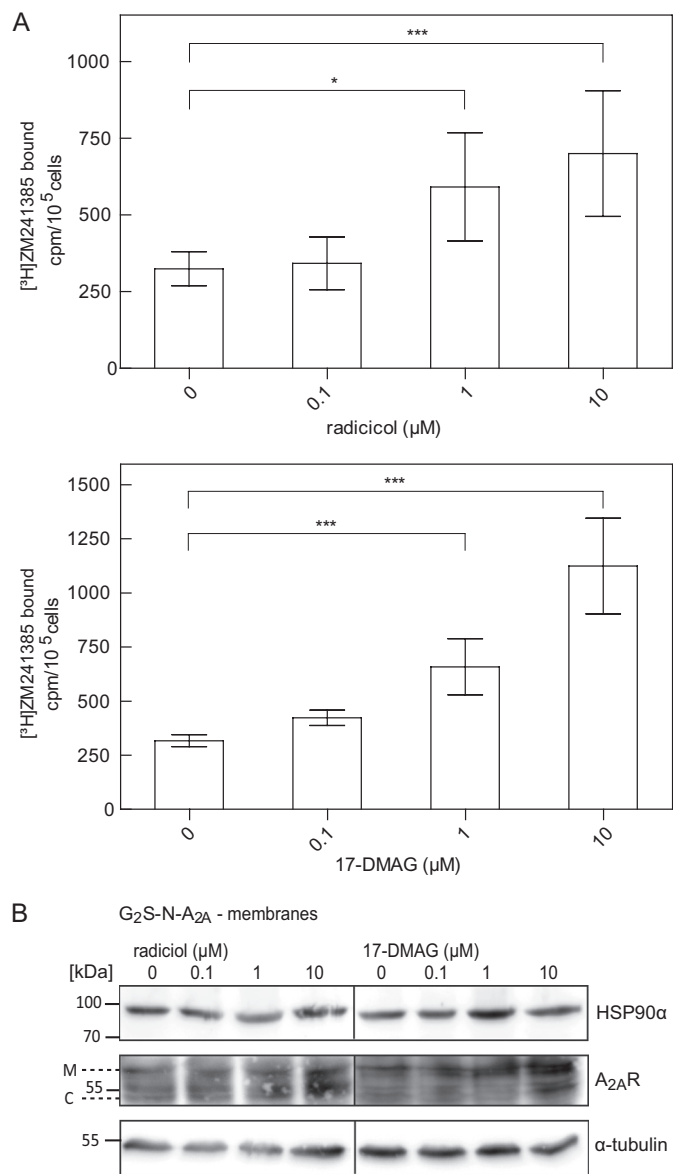 A
***
*
1000
750
500
250
0
[³H]ZM241385 bound
cpm/10⁵cells
0 0.1 1 10
radicicol (µM)
***
***
1500
1250
1000
750
500
250
0
[³H]ZM241385 bound
cpm/10⁵cells
0 0.1 1 10
17-DMAG (µM)
B
G₂S-N-A₂A - membranes
radiciol (µM) 17-DMAG (µM)
[kDa] 0 0.1 1 10 0 0.1 1 10
100
70
HSP90α
M
55
C
A₂AR
55
α-tubulin